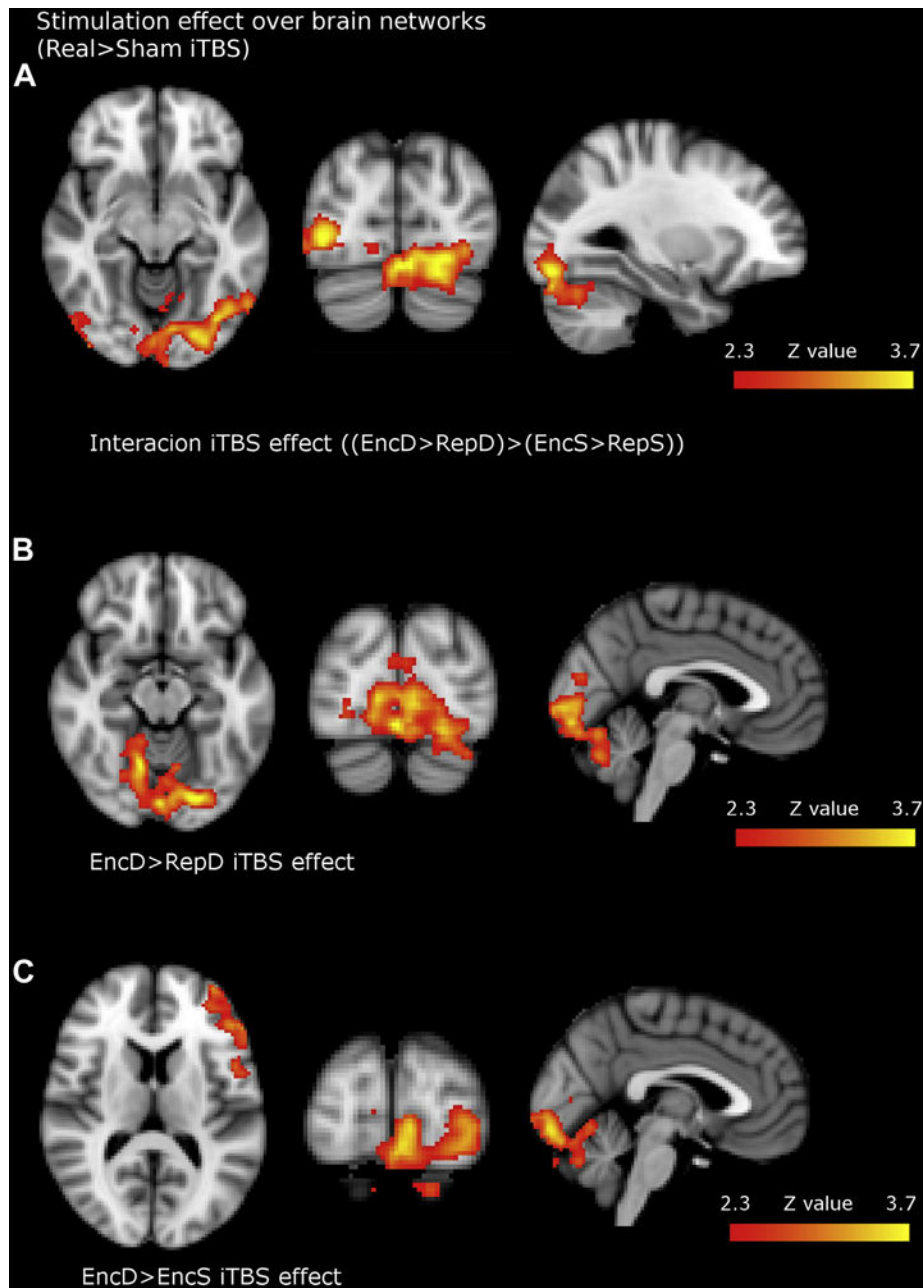 Stimulation effect over brain networks
(Real>Sham iTBS)
A
2.3 Z value 3.7
Interacion iTBS effect ((EncD>RepD)>(EncS>RepS))
B
2.3 Z value 3.7
EncD>RepD iTBS effect
C
2.3 Z value 3.7
EncD>EncS iTBS effect